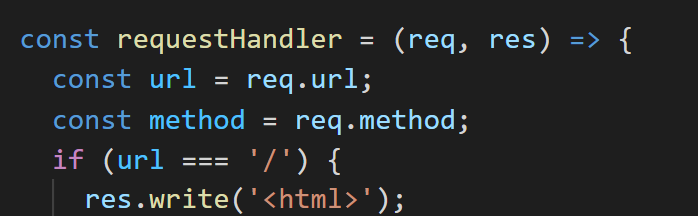 const requestHandler = (req, res) => {
const url = req.url;
const method = req.method;
if (url === '/') {
res.write('<html>');